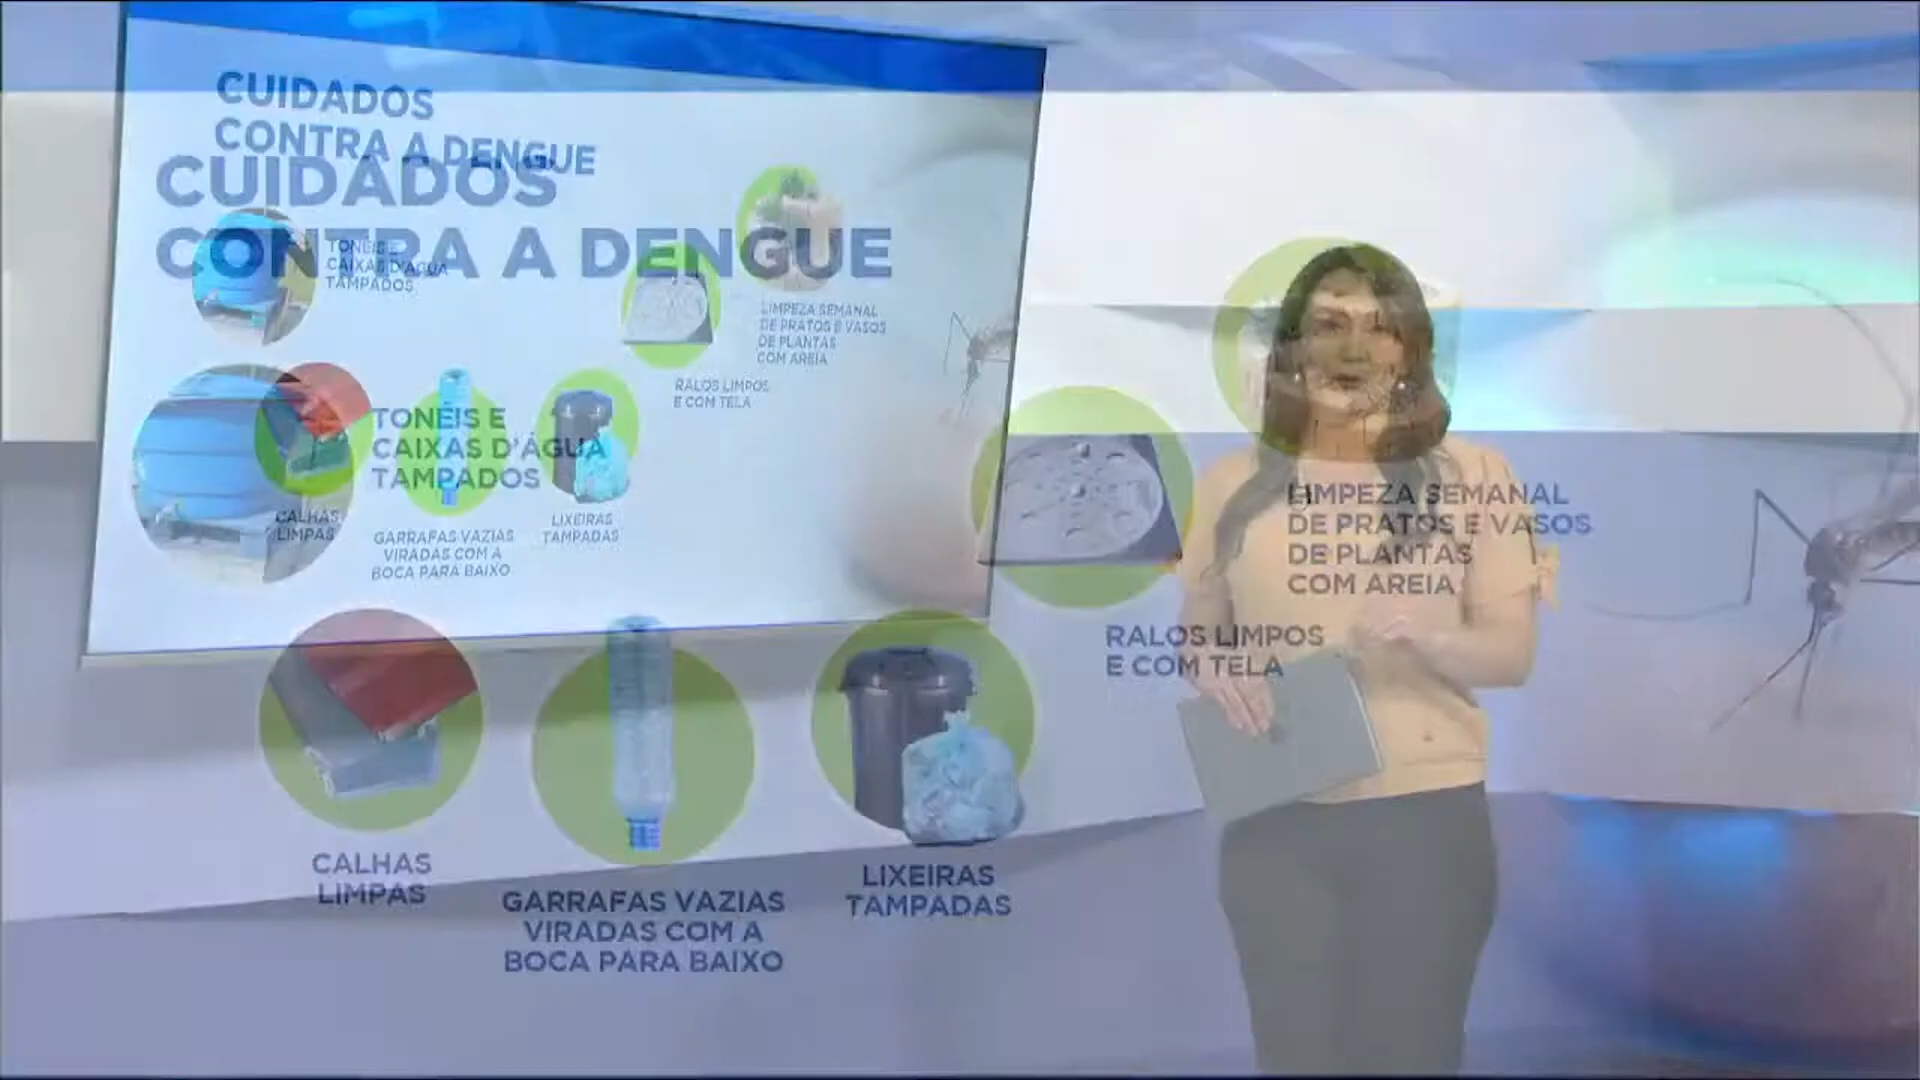 CUIDADOS
CONTRA A DENGUE
TONÉIS E
CAIXAS D'ÁGUA
TAMPADOS
LIMPEZA SEMANAL
DE PRATOS E VASOS
DE PLANTAS
COM AREIA
RALOS LIMPOS
E COM TELA
CALHAS
LIMPAS
GARRAFAS VAZIAS
VIRADAS COM A
BOCA PARA BAIXO
LIXEIRAS
TAMPADAS
CUIDADOS
CONTRA A DENGUE
TONÉIS E
CAIXAS D'ÁGUA
TAMPADOS
LIMPEZA SEMANAL
DE PRATOS E VASOS
DE PLANTAS
COM AREIA
RALOS LIMPOS
E COM TELA
CALHAS
LIMPAS
GARRAFAS VAZIAS
VIRADAS COM A
BOCA PARA BAIXO
LIXEIRAS
TAMPADAS